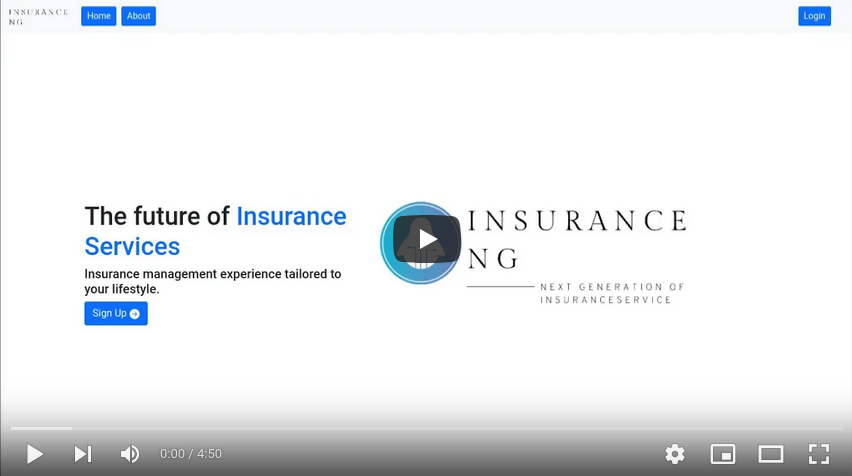 INSURANCE
NG
Home
About
Login
The future of Insurance
Services
Insurance management experience tailored to
your lifestyle.
Sign Up
INSURANCE
NG
NEXT GENERATION OF
INSURANCESERVICE
0:00 / 4:50